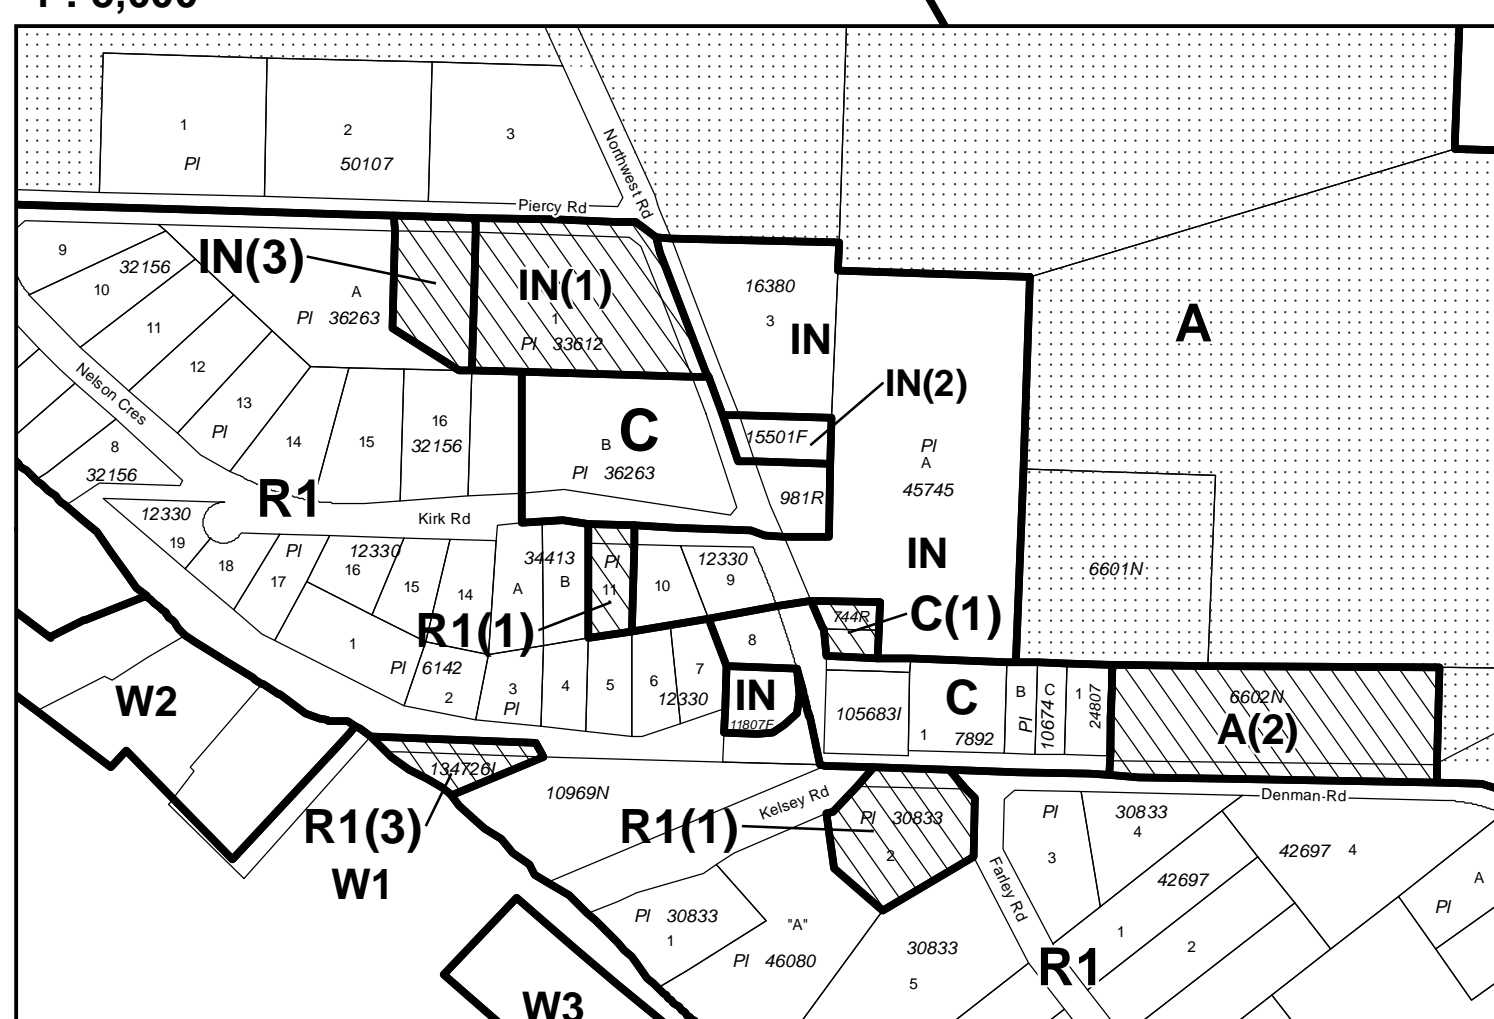 1
2
3
Pl
50107
Northwest Rd
Piercy Rd
9
32156
IN(3)
10
A
Pl 36263
IN(1)
1
Pl 33612
16380
3
IN
A
11
12
Nelson Cres
13
Pl
14
15
16
32156
IN(2)
C
B
Pl 36263
15501F
Pl
A
45745
8
32156
R1
981R
12330
19
Kirk Rd
IN
6601N
18
Pl
17
12330
16
15
14
34413
A
B
Pl
11
10
12330
9
R1(1)
744R
C(1)
1
Pl 6142
2
3
Pl
4
5
6
7
12330
8
IN
11807F
W2
105683I
C
1 7892
B
Pl
C
10674
1
24807
6602N
A(2)
134726I
10969N
R1(3)
W1
Kelsey Rd
R1(1)
Pl 30833
2
Denman Rd
Pl
3
30833
4
42697 4
42697
A
Pl
Farley Rd
Pl 30833
1
"A"
Pl 46080
30833
5
R1
1
2
W3